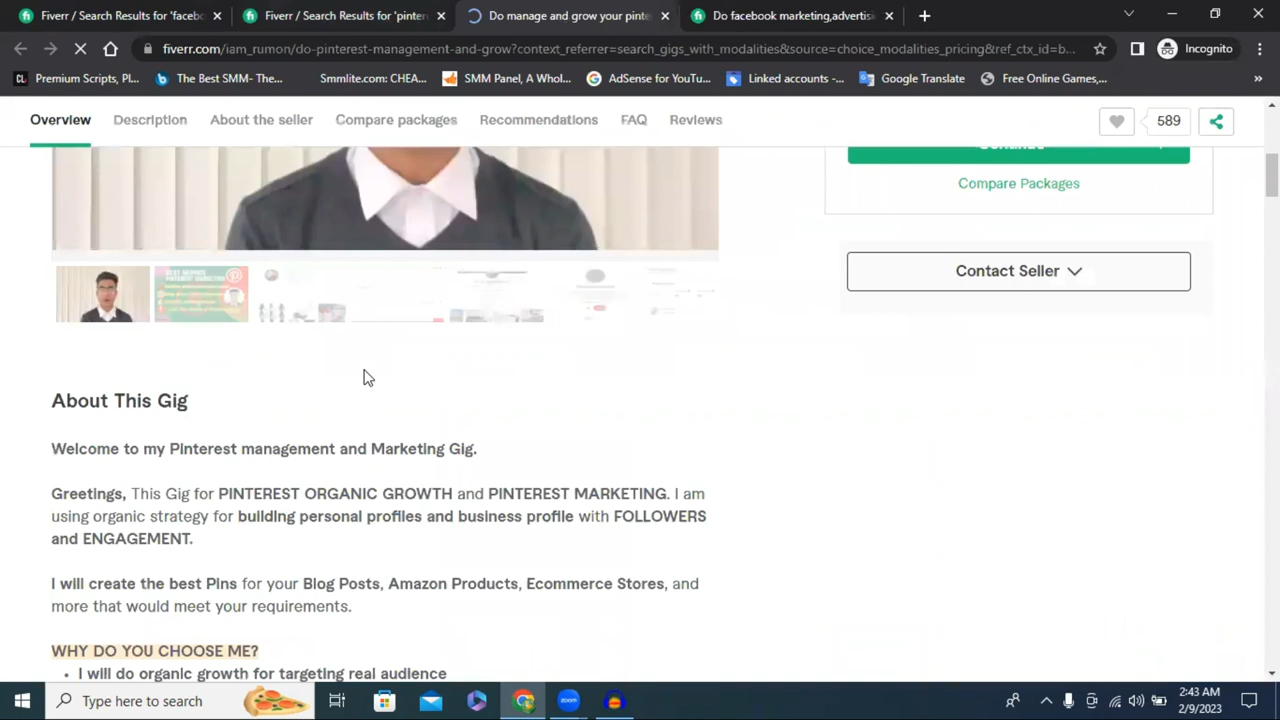 Fiverr / Search Results for 'facebo
Fiverr / Search Results for 'pinter
Do manage and grow your pinte
Do facebook marketing,advertis
fiverr.com/iam_rumon/do-pinterest-management-and-grow?context_referrer=search_gigs_with_modalities&source=choice_modalities_pricing&ref_ctx_id=b...
Incognito
Premium Scripts, Pl...
The Best SMM- The...
Smmlite.com: CHEA...
SMM Panel, A Whol...
AdSense for YouTu...
Linked accounts -...
Google Translate
Free Online Games,...
Overview
Description
About the seller
Compare packages
Recommendations
FAQ
Reviews
589
Continue
Compare Packages
Contact Seller
About This Gig
Welcome to my Pinterest management and Marketing Gig.
Greetings, This Gig for PINTEREST ORGANIC GROWTH and PINTEREST MARKETING. I am
using organic strategy for building personal profiles and business profile with FOLLOWERS
and ENGAGEMENT.
I will create the best Pins for your Blog Posts, Amazon Products, Ecommerce Stores, and
more that would meet your requirements.
WHY DO YOU CHOOSE ME?
• I will do organic growth for targeting real audience
Type here to search
zoom
2:43 AM
2/9/2023